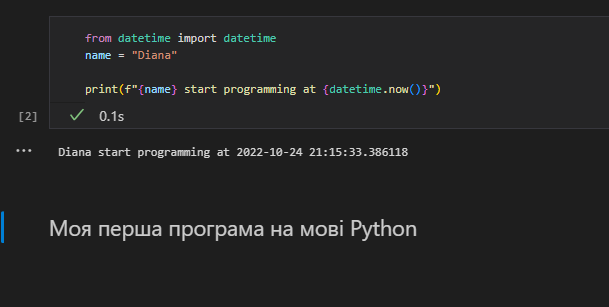 from datetime import datetime
name = "Diana"
print(f"{name} start programming at {datetime.now()}")
[2]
0.1s
Diana start programming at 2022-10-24 21:15:33.386118
Моя перша програма на мові Python